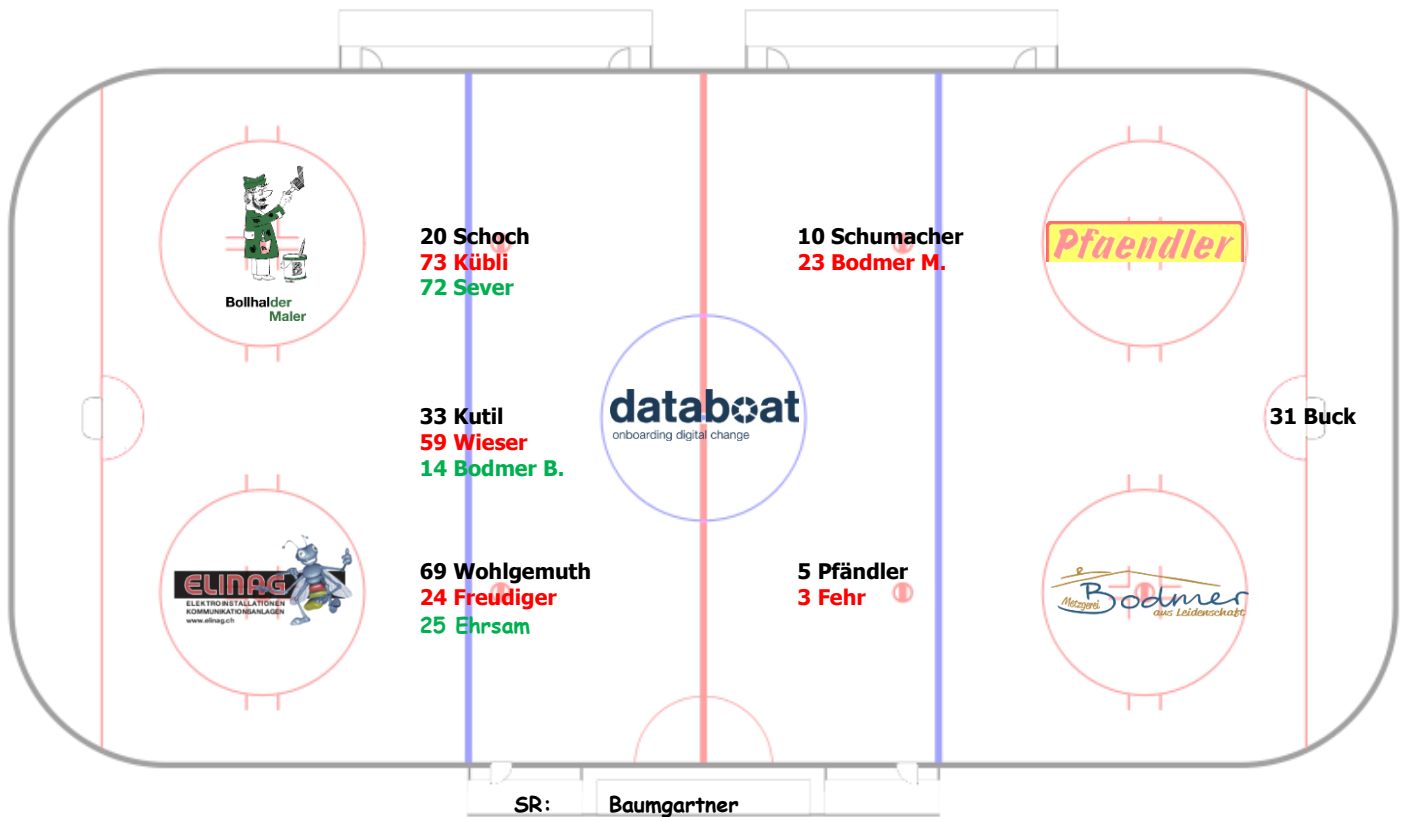 20 Schoch
73 Kübli
72 Sever
10 Schumacher
23 Bodmer M.
Pfaendler
Bollhalder
Maler
33 Kutil
59 Wieser
14 Bodmer B.
databoat
onboarding digital change
31 Buck
ELINAG
ELEKTROINSTALLATIONEN
KOMMUNIKATIONSANLAGEN
www.elinag.ch
69 Wohlgemuth
24 Freudiger
25 Ehrsam
5 Pfändler
3 Fehr
Metzgerei Bodmer
aus Leidenschaft
SR: Baumgartner